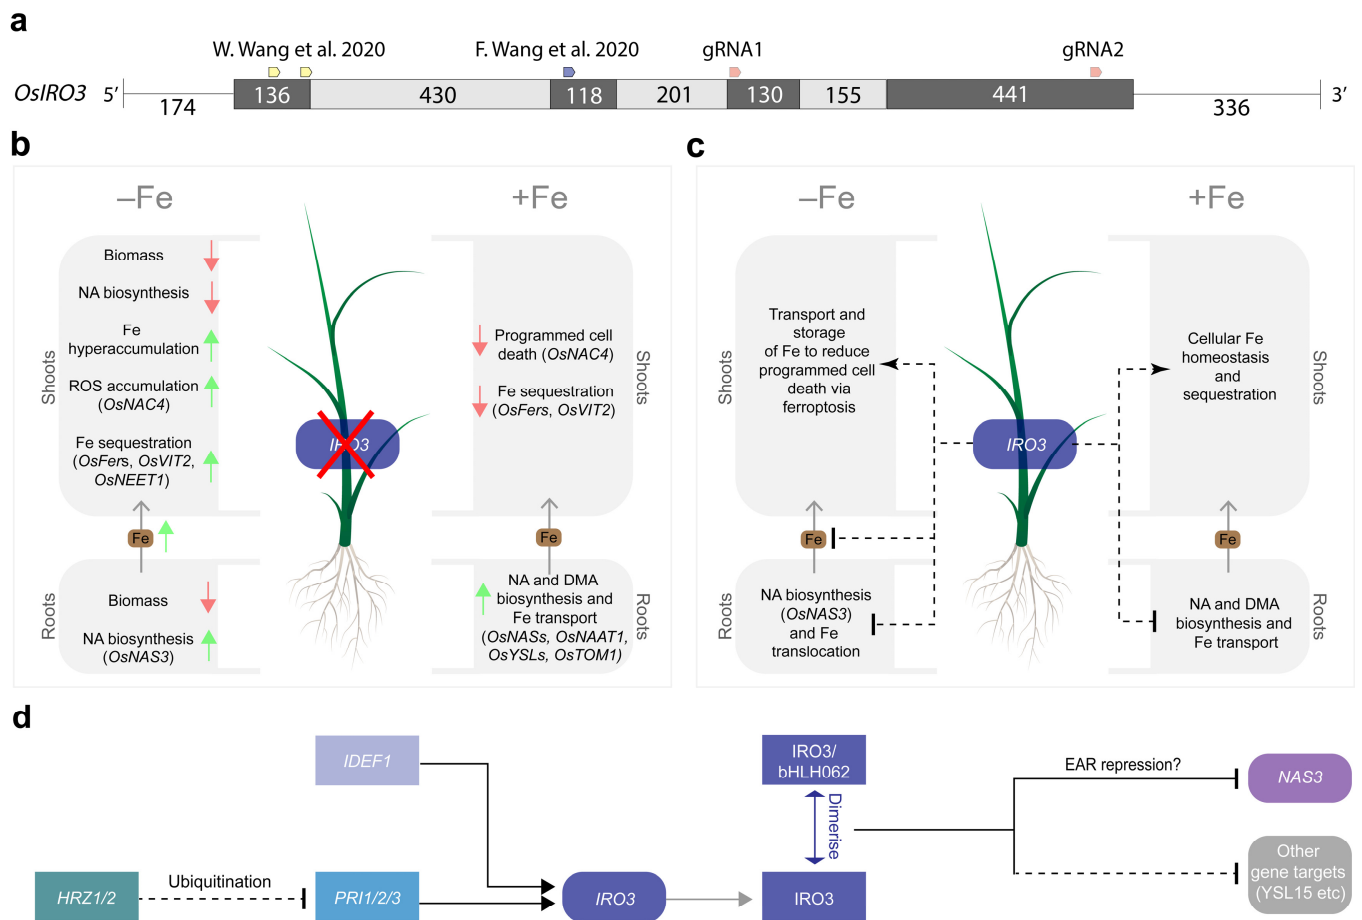 a
W. Wang et al. 2020
F. Wang et al. 2020
gRNA1
gRNA2
OsIRO3 5′ 174 136 430 118 201 130 155 441 336 3′
b
–Fe
+Fe
Shoots
Biomass
NA biosynthesis
Fe
hyperaccumulation
ROS accumulation
(OsNAC4)
Fe sequestration
(OsFers, OsVIT2,
OsNEET1)
Fe
Roots
Biomass
NA biosynthesis
(OsNAS3)
IRO3
Programmed cell
death (OsNAC4)
Fe sequestration
(OsFers, OsVIT2)
Shoots
Fe
NA and DMA
biosynthesis and
Fe transport
(OsNASs, OsNAAT1,
OsYSLs, OsTOM1)
Roots
c
–Fe
+Fe
Shoots
Transport and
storage
of Fe to reduce
programmed cell
death via
ferroptosis
Fe
Roots
NA biosynthesis
(OsNAS3)
and Fe
translocation
IRO3
Cellular Fe
homeostasis
and
sequestration
Shoots
Fe
NA and DMA
biosynthesis and
Fe transport
Roots
d
IDEF1
HRZ1/2
Ubiquitination
PRI1/2/3
IRO3
IRO3/
bHLH062
Dimerise
IRO3
EAR repression?
NAS3
Other
gene targets
(YSL15 etc)